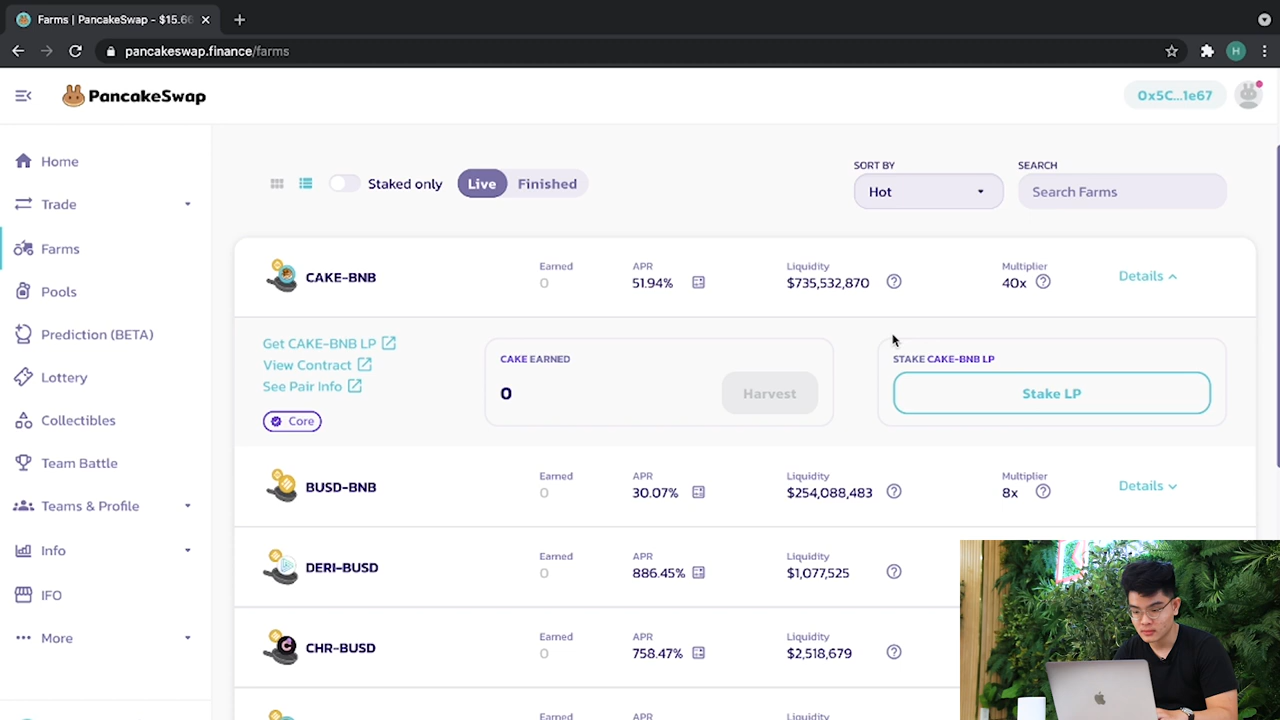 Farms | PancakeSwap - $15.66
pancakeswap.finance/farms
H
PancakeSwap
0x5C...1e67
Home
Trade
Farms
Pools
Prediction (BETA)
Lottery
Collectibles
Team Battle
Teams & Profile
Info
IFO
More
Staked only
Live
Finished
SORT BY
Hot
SEARCH
Search Farms
CAKE-BNB
Earned
0
APR
51.94%
Liquidity
$735,532,870
Multiplier
40x
Details
Get CAKE-BNB LP
View Contract
See Pair Info
Core
CAKE EARNED
0
Harvest
STAKE CAKE-BNB LP
Stake LP
BUSD-BNB
Earned
0
APR
30.07%
Liquidity
$254,088,483
Multiplier
8x
Details
DERI-BUSD
Earned
0
APR
886.45%
Liquidity
$1,077,525
CHR-BUSD
Earned
0
APR
758.47%
Liquidity
$2,518,679
Earned
APR
Liquidity